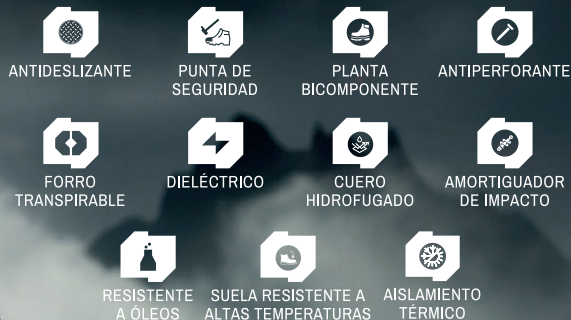 ANTIDESLIZANTE
PUNTA DE
SEGURIDAD
PLANTA
BICOMPONENTE
ANTIPERFORANTE
FORRO
TRANSPIRABLE
DIELÉCTRICO
CUERO
HIDROFUGADO
AMORTIGUADOR
DE IMPACTO
RESISTENTE
A ÓLEOS
SUELA RESISTENTE A
ALTAS TEMPERATURAS
AISLAMIENTO
TÉRMICO